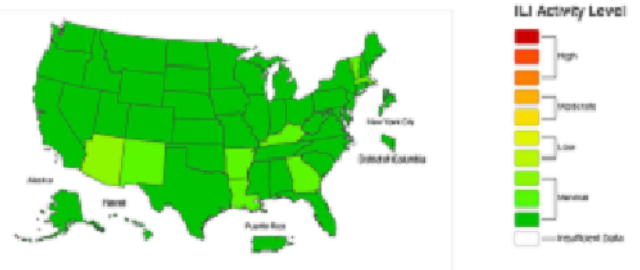 ILI Activity Level
High
Moderate
New York City
Low
District of Columbia
Alaska
Hawaii
Minimal
Puerto Rico
Insufficient Data